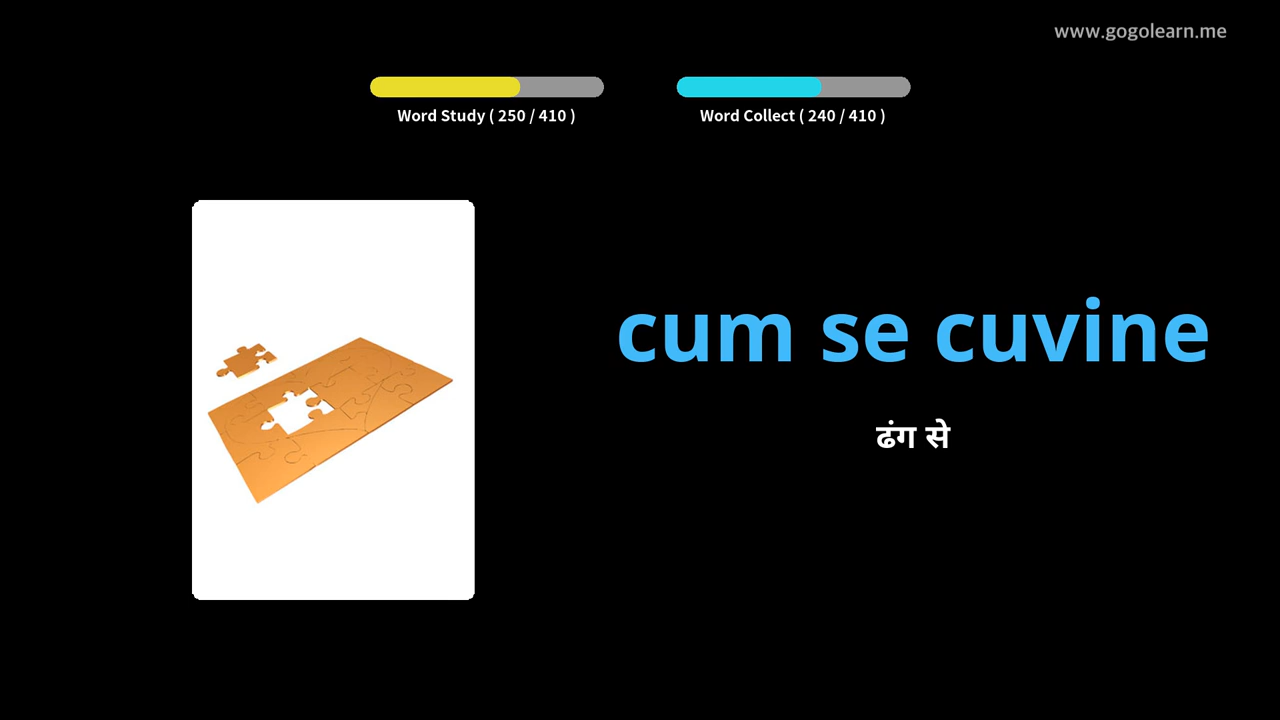 www.gogolearn.me
Word Study ( 250 / 410 )
Word Collect ( 240 / 410 )
cum se cuvine
ढंग से